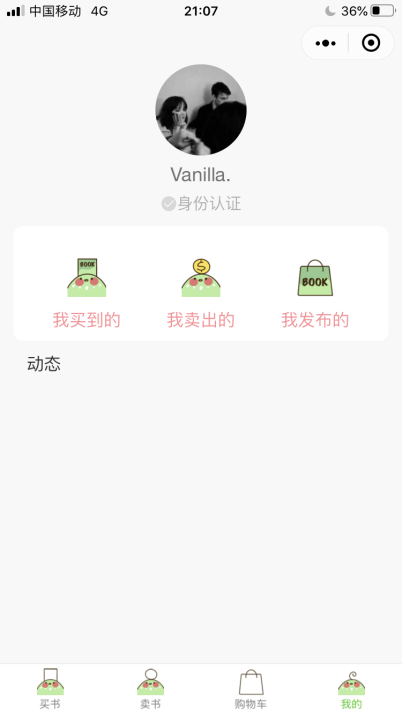 中国移动 4G 21:07 36%
Vanilla.
身份认证
BOOK $ BOOK
我买到的 我卖出的 我发布的
动态
买书 卖书 购物车 我的